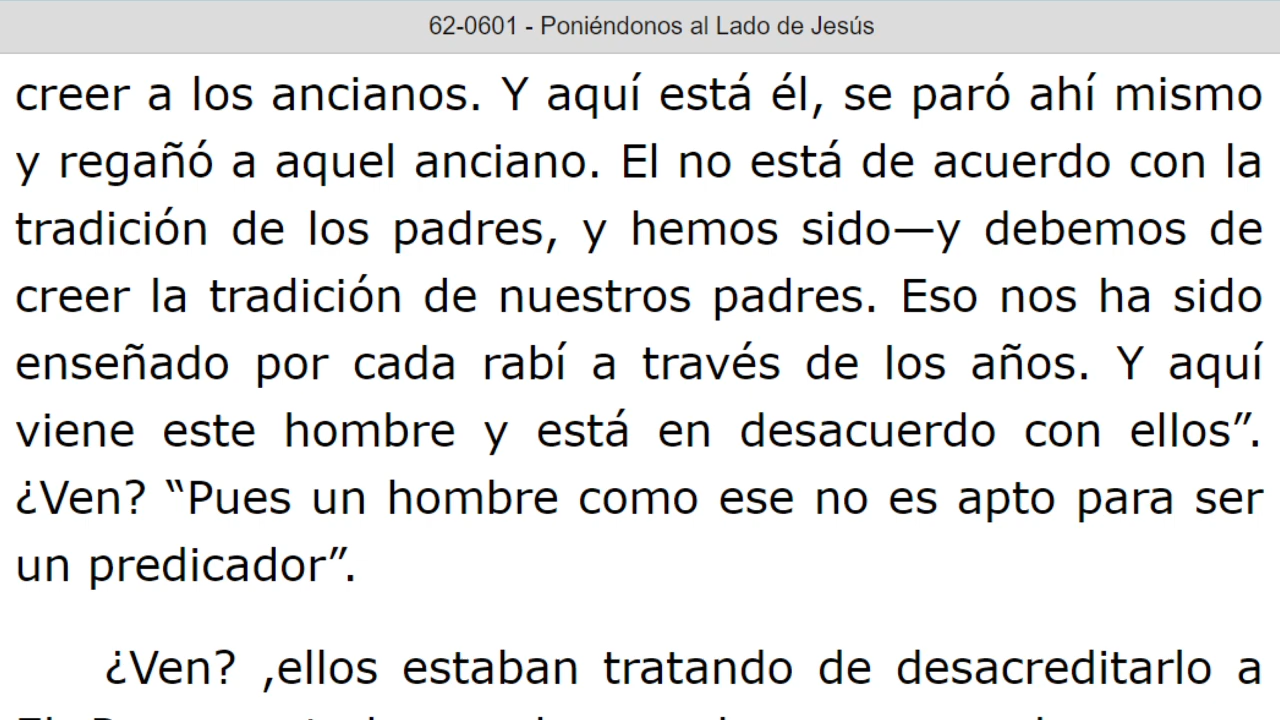 62-0601 - Poniéndonos al Lado de Jesús
creer a los ancianos. Y aquí está él, se paró ahí mismo
y regañó a aquel anciano. El no está de acuerdo con la
tradición de los padres, y hemos sido—y debemos de
creer la tradición de nuestros padres. Eso nos ha sido
enseñado por cada rabí a través de los años. Y aquí
viene este hombre y está en desacuerdo con ellos”.
¿Ven? “Pues un hombre como ese no es apto para ser
un predicador”.
¿Ven? ,ellos estaban tratando de desacreditarlo a